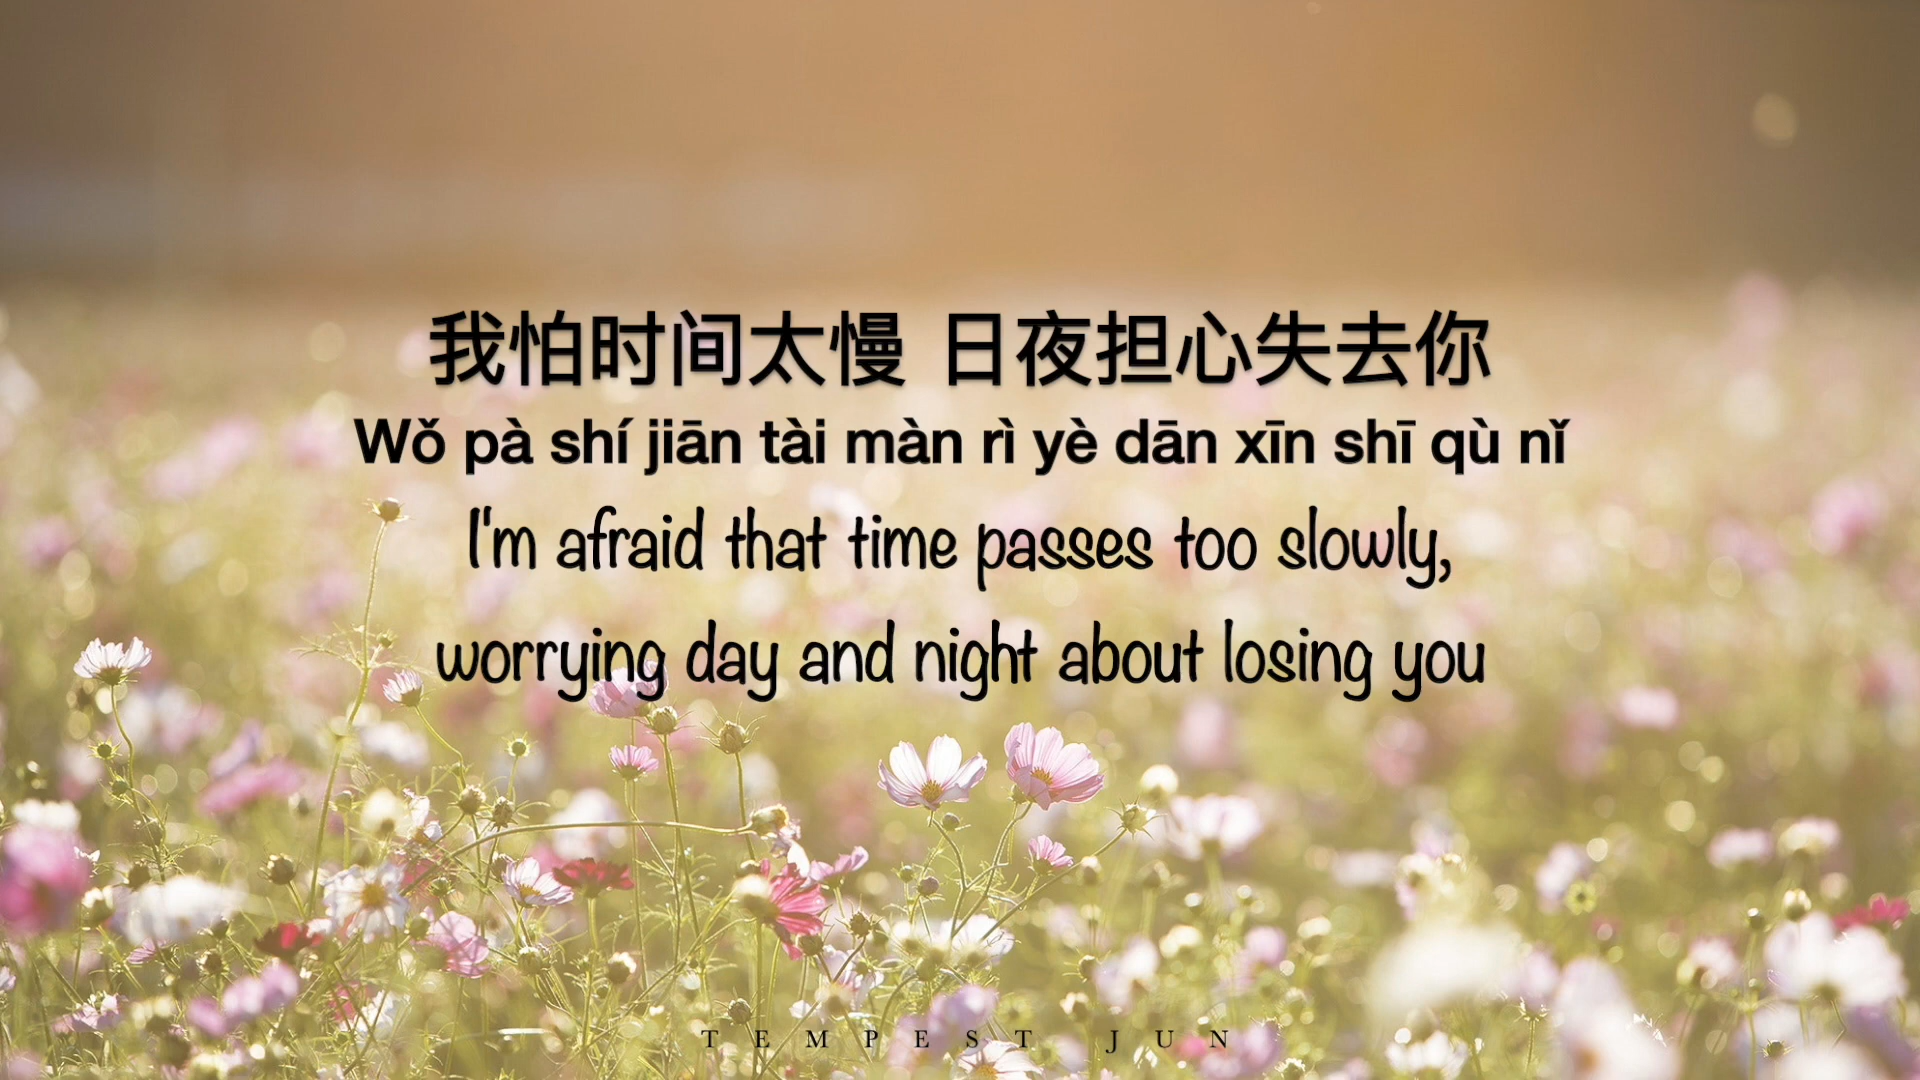 我怕时间太慢 日夜担心失去你
Wǒ pà shí jiān tài màn rì yè dān xīn shī qù nǐ
I'm afraid that time passes too slowly,
worrying day and night about losing you
TEMPEST JUN